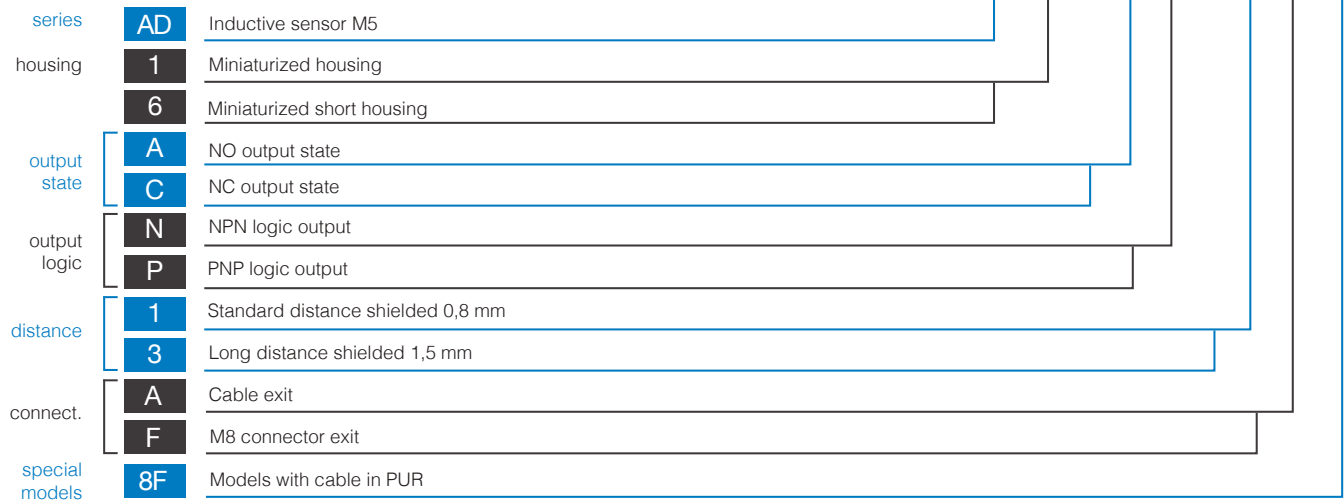 series AD Inductive sensor M5
housing 1 Miniaturized housing
6 Miniaturized short housing
output state A NO output state
C NC output state
output logic N NPN logic output
P PNP logic output
distance 1 Standard distance shielded 0,8 mm
3 Long distance shielded 1,5 mm
connect. A Cable exit
F M8 connector exit
special models 8F Models with cable in PUR